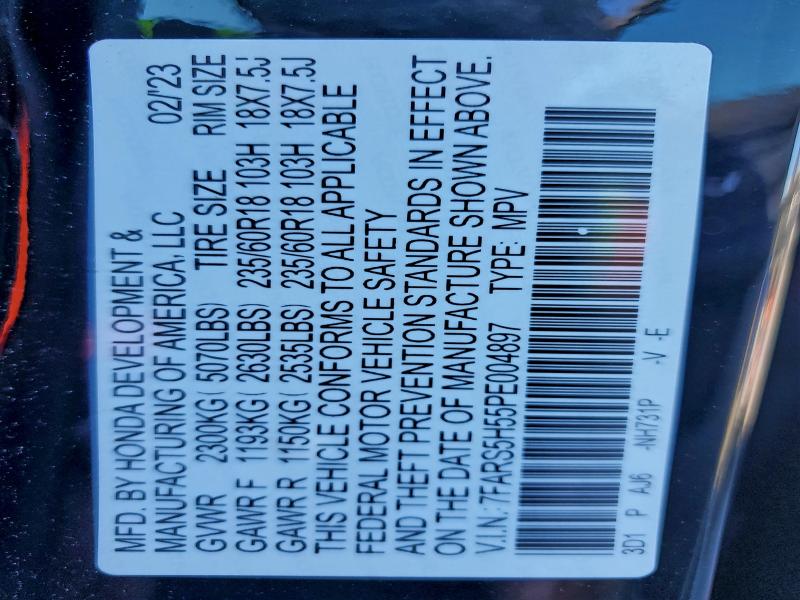 MFD. BY HONDA DEVELOPMENT &
MANUFACTURING OF AMERICA, LLC 02/'23
GVWR 2300KG( 5070LBS) TIRE SIZE RIM SIZE
GAWR F 1193KG( 2630LBS) 235/60R18 103H 18X7.5J
GAWR R 1150KG( 2535LBS) 235/60R18 103H 18X7.5J
THIS VEHICLE CONFORMS TO ALL APPLICABLE
FEDERAL MOTOR VEHICLE SAFETY
AND THEFT PREVENTION STANDARDS IN EFFECT
ON THE DATE OF MANUFACTURE SHOWN ABOVE.
V.I.N.: 7FARS5H55PE004897 TYPE: MPV
3D1 P AJ6 -NH731P -V -E